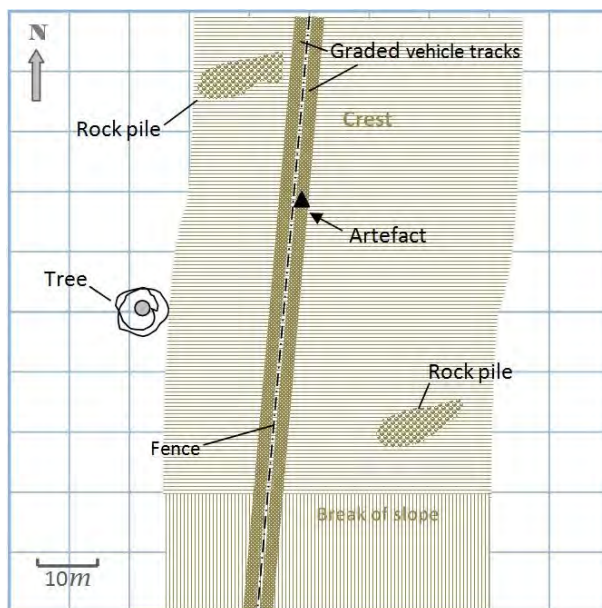 N
Graded vehicle tracks
Rock pile
Crest
Artefact
Tree
Rock pile
Fence
Break of slope
10m